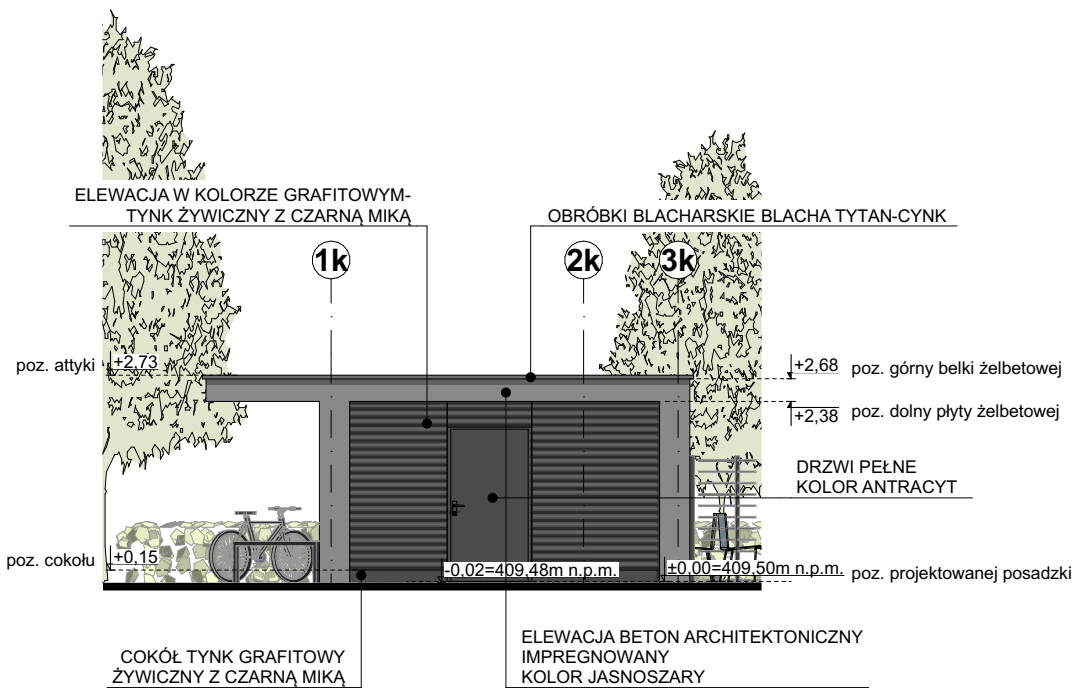 ELEWACJA W KOLORZE GRAFITOWYM-
TYNK ŻYWICZNY Z CZARNĄ MIKĄ
OBRÓBKI BLACHARSKIE BLACHA TYTAN-CYNK
1k
2k
3k
poz. attyki
+2,73
+2,68
poz. górny belki żelbetowej
+2,38
poz. dolny płyty żelbetowej
DRZWI PEŁNE
KOLOR ANTRACYT
poz. cokołu
+0,15
-0,02=409,48m n.p.m.
±0,00=409,50m n.p.m.
poz. projektowanej posadzki
COKÓŁ TYNK GRAFITOWY
ŻYWICZNY Z CZARNĄ MIKĄ
ELEWACJA BETON ARCHITEKTONICZNY
IMPREGNOWANY
KOLOR JASNOSZARY